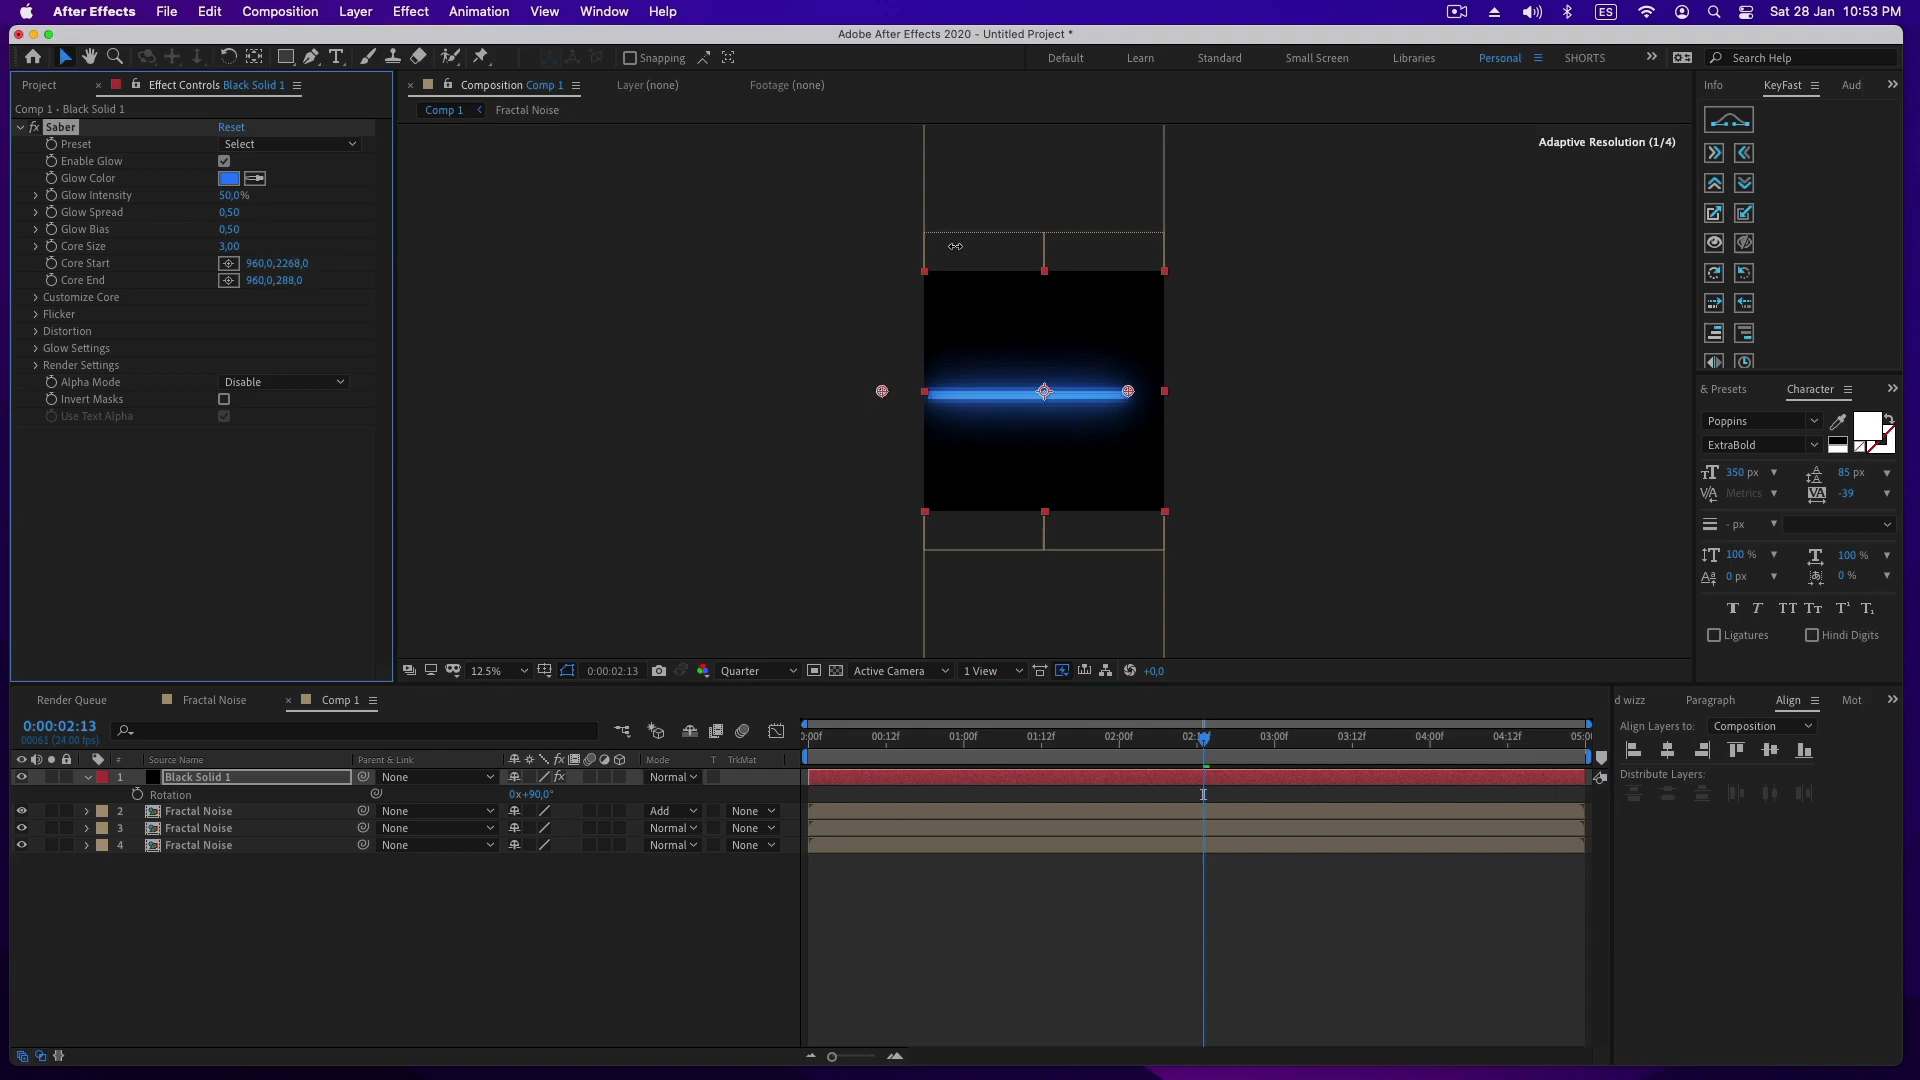 After Effects File Edit Composition Layer Effect Animation View Window Help ES Sat 28 Jan 10:53 PM
Adobe After Effects 2020 - Untitled Project *
Snapping Default Learn Standard Small Screen Libraries Personal SHORTS Search Help
Project Effect Controls Black Solid 1 Composition Comp 1 Layer (none) Footage (none) Info KeyFast Aud
Comp 1 • Black Solid 1 Comp 1 Fractal Noise
fx Saber Reset
Preset Select
Adaptive Resolution (1/4)
Enable Glow
Glow Color
Glow Intensity 50,0%
Glow Spread 0,50
Glow Bias 0,50
Core Size 3,00
Core Start 960,0,2268,0
Core End 960,0,288,0
Customize Core
Flicker
Distortion
Glow Settings
Render Settings
Alpha Mode Disable
Invert Masks
Use Text Alpha
& Presets Character
Poppins
ExtraBold
350 px 85 px
Metrics -39
- px
100 % 100 %
0 px 0 %
T T TT Tт T¹ T₁
Ligatures Hindi Digits
12.5% 0:00:02:13 Quarter Active Camera 1 View +0,0
Render Queue Fractal Noise Comp 1 d wizz Paragraph Align Mot
0:00:02:13
00061 (24.00 fps)
Align Layers to: Composition
):00f 00:12f 01:00f 01:12f 02:00f 03:00f 03:12f 04:00f 04:12f 05:0(
# Source Name Parent & Link fx Mode T TrkMat
Distribute Layers:
1 Black Solid 1 None fx Normal
Rotation 0x+90,0°
2 Fractal Noise None Add None
3 Fractal Noise None Normal None
4 Fractal Noise None Normal None